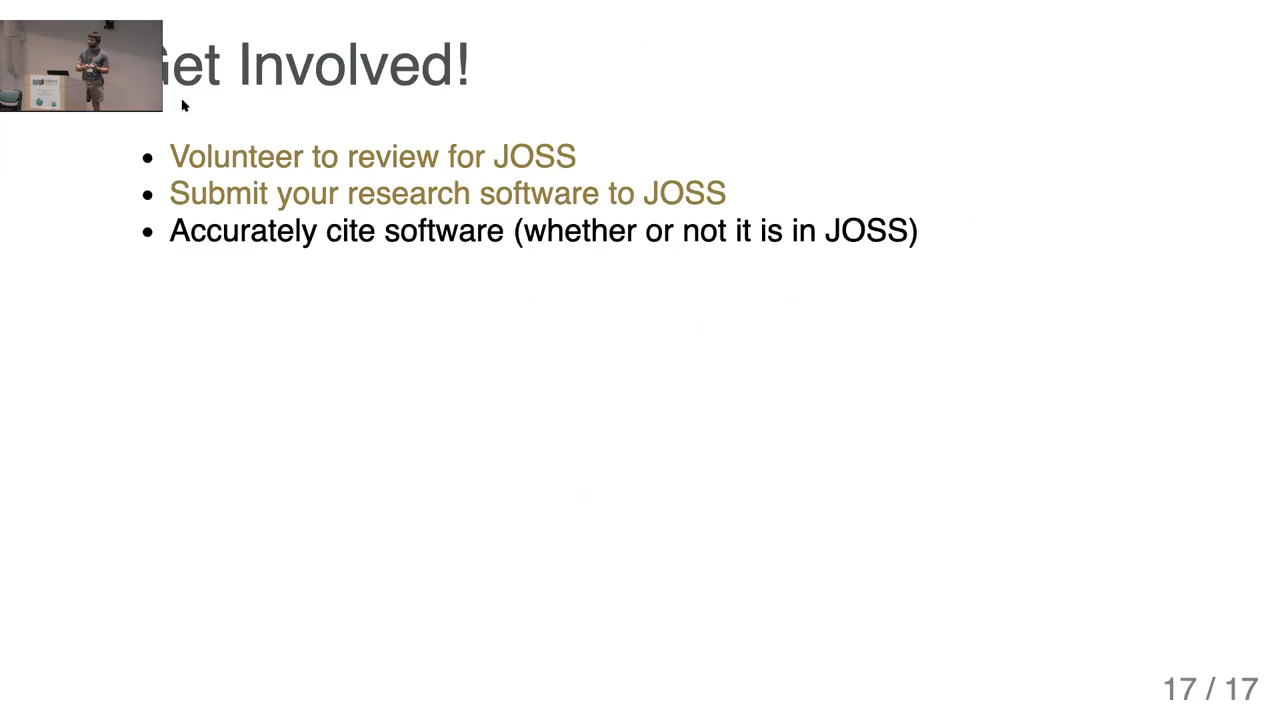 Get Involved!
• Volunteer to review for JOSS
• Submit your research software to JOSS
• Accurately cite software (whether or not it is in JOSS)
17 / 17